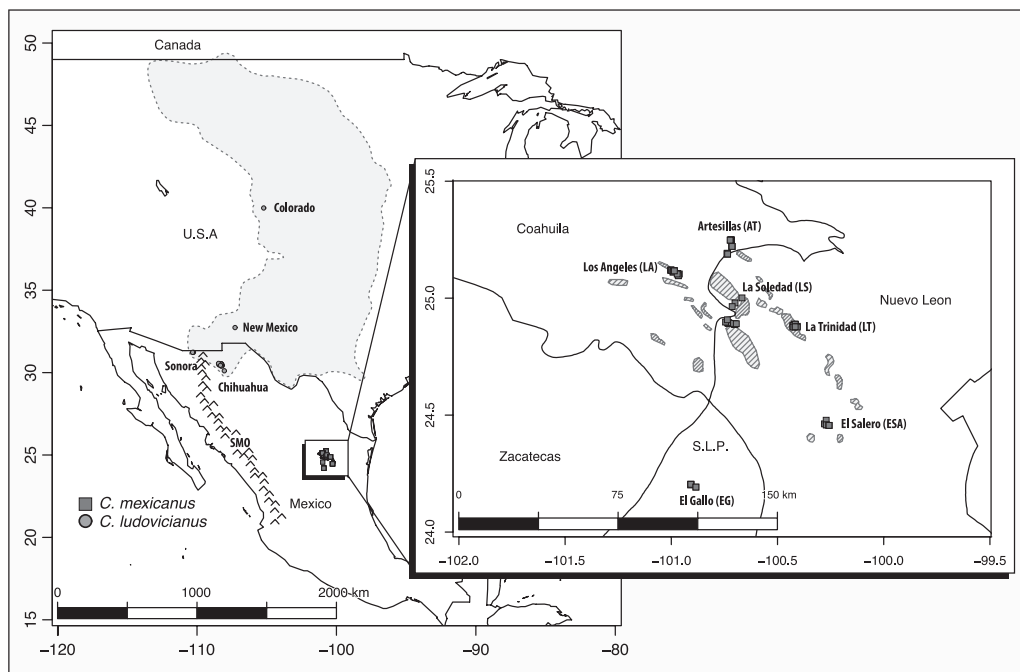 Canada
50
45
40
35
30
25
20
15
Colorado
U.S.A
New Mexico
Sonora
Chihuahua
SMO
Mexico
C. mexicanus
C. ludovicianus
0 1000 2000 km
−120 −110 −100 −90 −80
25.5
25.0
24.5
24.0
Artesillas (AT)
Coahuila
Los Angeles (LA)
La Soledad (LS)
Nuevo Leon
La Trinidad (LT)
El Salero (ESA)
S.L.P.
Zacatecas
El Gallo (EG)
0 75 150 km
−102.0 −101.5 −101.0 −100.5 −100.0 −99.5